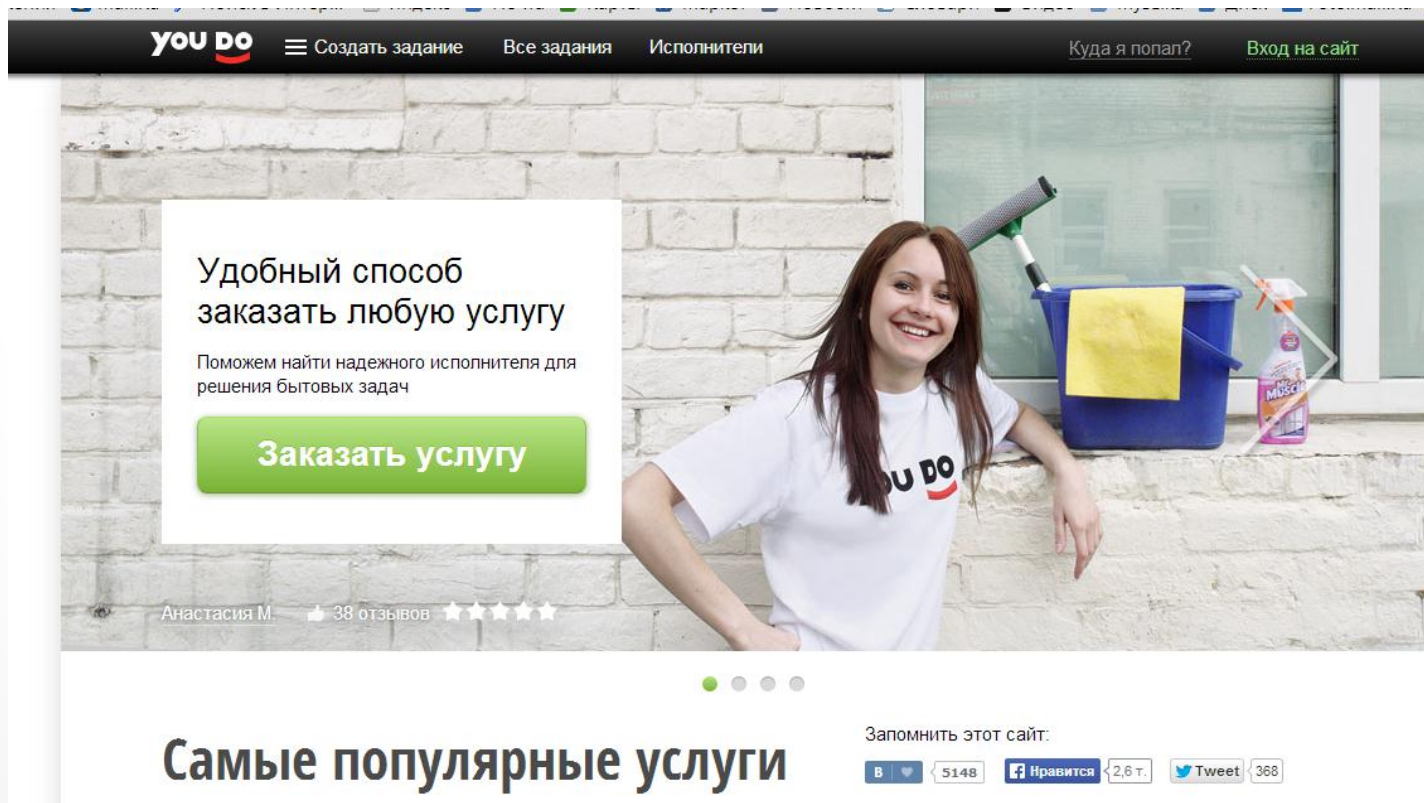 YOU DO
Создать задание Все задания Исполнители Куда я попал? Вход на сайт
Удобный способ
заказать любую услугу
Поможем найти надежного исполнителя для
решения бытовых задач
Заказать услугу
YOU DO
Mr Muscle
Анастасия М. 38 отзывов
Самые популярные услуги
Запомнить этот сайт:
В 5148 Нравится 2,6 т. Tweet 368